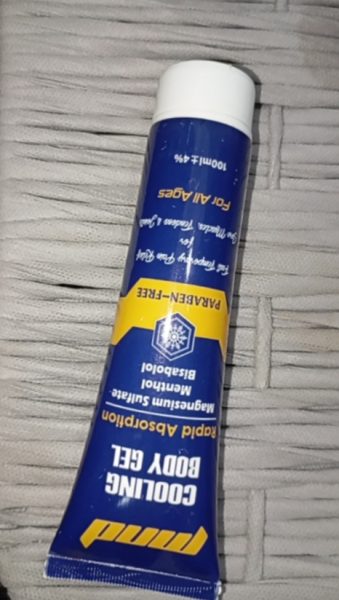 COOLING
BODY GEL
Rapid Absorption
Magnesium Sulfate
Menthol
Bisabolol
PARABEN-FREE
Fast Temporary Pain Relief
for
Sore Muscles, Tendons & Joints
For All Ages
100ml±4%